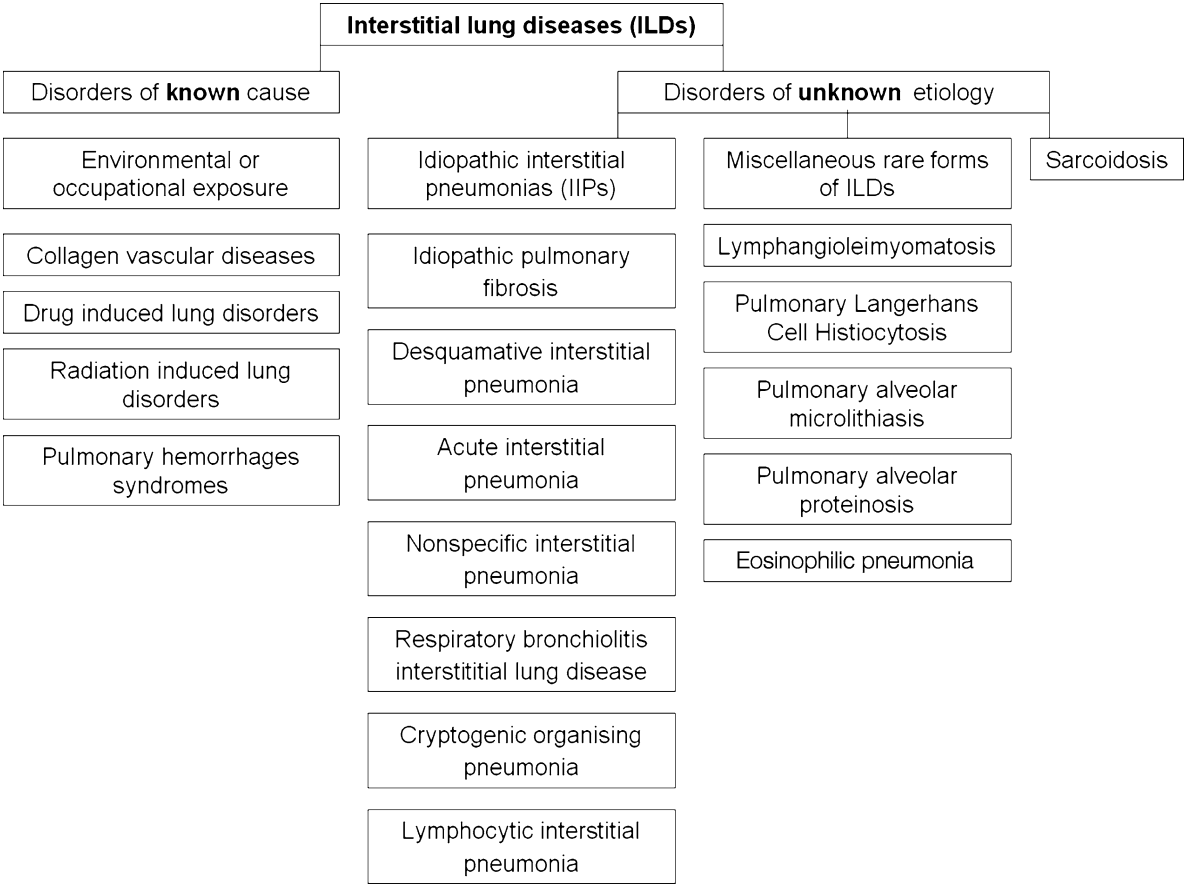 Interstitial lung diseases (ILDs)
Disorders of known cause
Disorders of unknown etiology
Environmental or
occupational exposure
Collagen vascular diseases
Drug induced lung disorders
Radiation induced lung
disorders
Pulmonary hemorrhages
syndromes
Idiopathic interstitial
pneumonias (IIPs)
Idiopathic pulmonary
fibrosis
Desquamative interstitial
pneumonia
Acute interstitial
pneumonia
Nonspecific interstitial
pneumonia
Respiratory bronchiolitis
interstititial lung disease
Cryptogenic organising
pneumonia
Lymphocytic interstitial
pneumonia
Miscellaneous rare forms
of ILDs
Lymphangioleimyomatosis
Pulmonary Langerhans
Cell Histiocytosis
Pulmonary alveolar
microlithiasis
Pulmonary alveolar
proteinosis
Eosinophilic pneumonia
Sarcoidosis